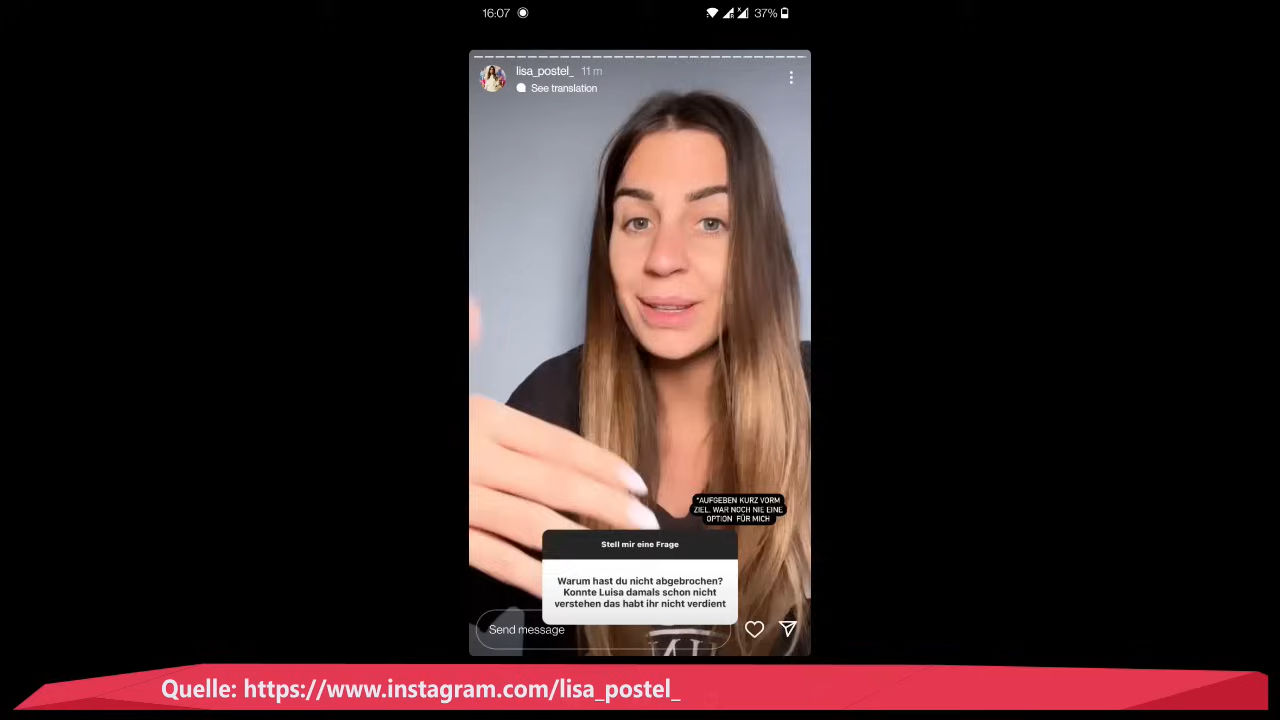 16:07
37%
lisa_postel_ 11 m
See translation
*AUFGEBEN KURZ VORM
ZIEL, WAR NOCH NIE EINE
OPTION FÜR MICH
Stell mir eine Frage
Warum hast du nicht abgebrochen?
Konnte Luisa damals schon nicht
verstehen das habt ihr nicht verdient
Send message
Quelle: https://www.instagram.com/lisa_postel_